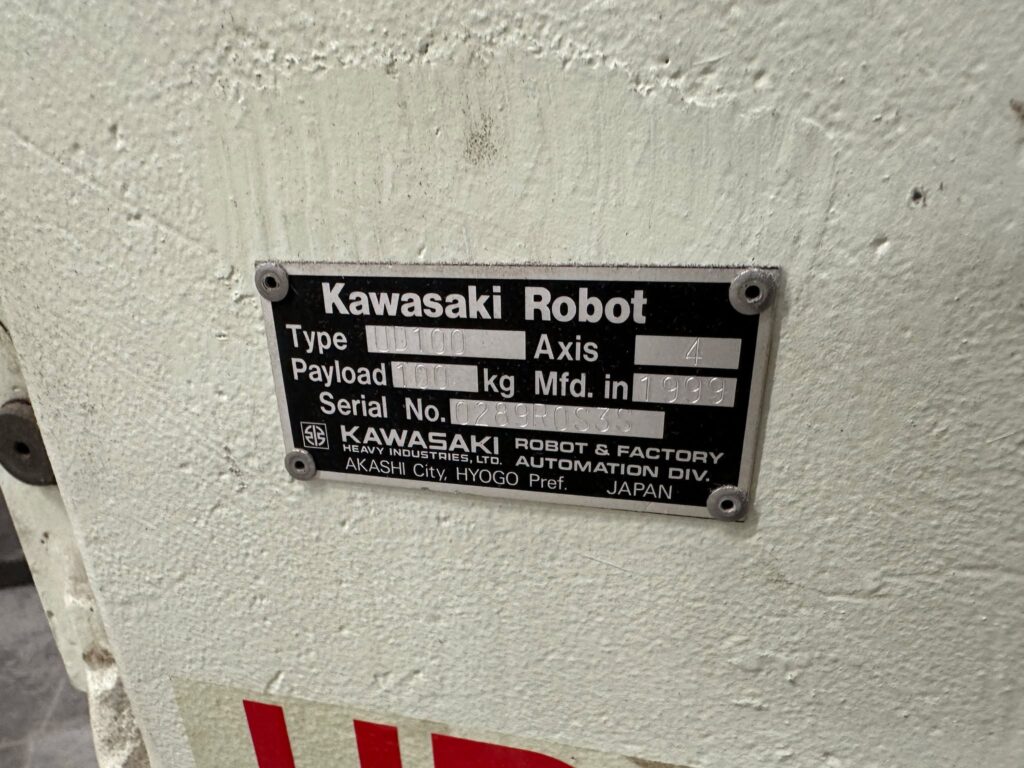 Kawasaki Robot
Type UD100 Axis 4
Payload 100 kg Mfd. in 1999
Serial No. 0289R0S3S
KAWASAKI ROBOT & FACTORY
HEAVY INDUSTRIES, LTD. AUTOMATION DIV.
AKASHI City, HYOGO Pref. JAPAN